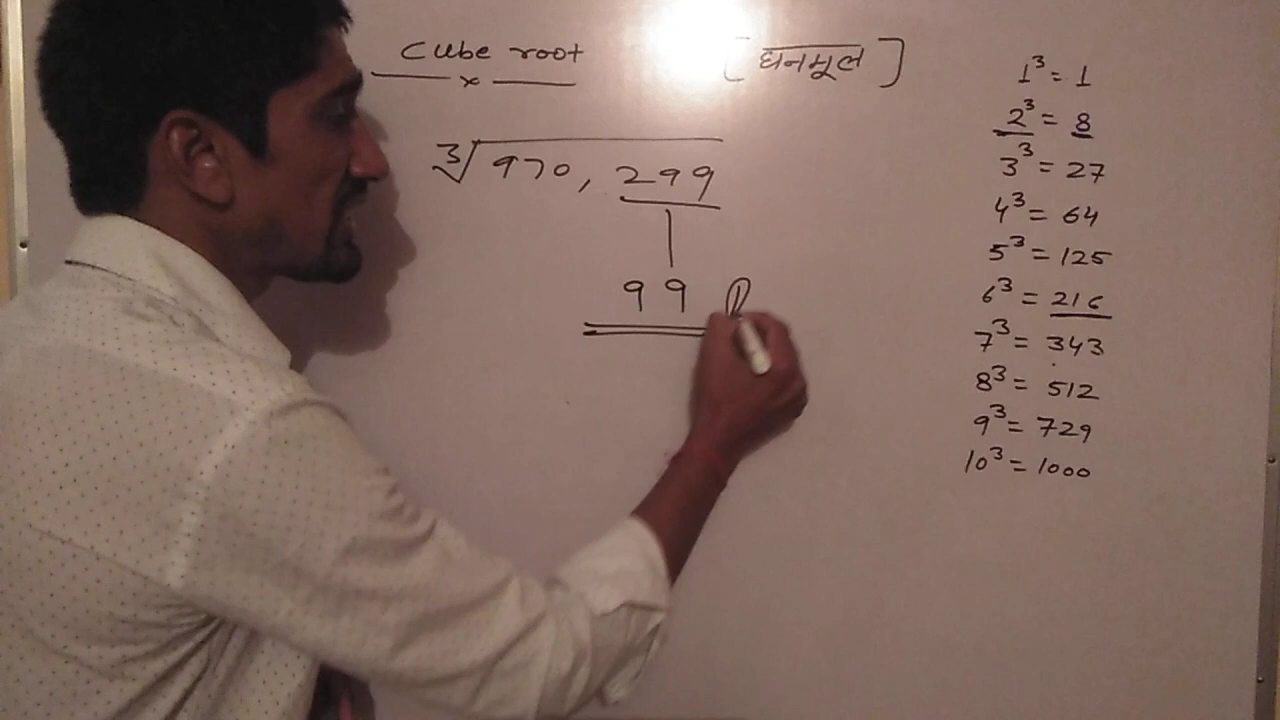 Cube root
[घनमूल]
x
∛970,299
99
1³ = 1
2³ = 8
3³ = 27
4³ = 64
5³ = 125
6³ = 216
7³ = 343
8³ = 512
9³ = 729
10³ = 1000